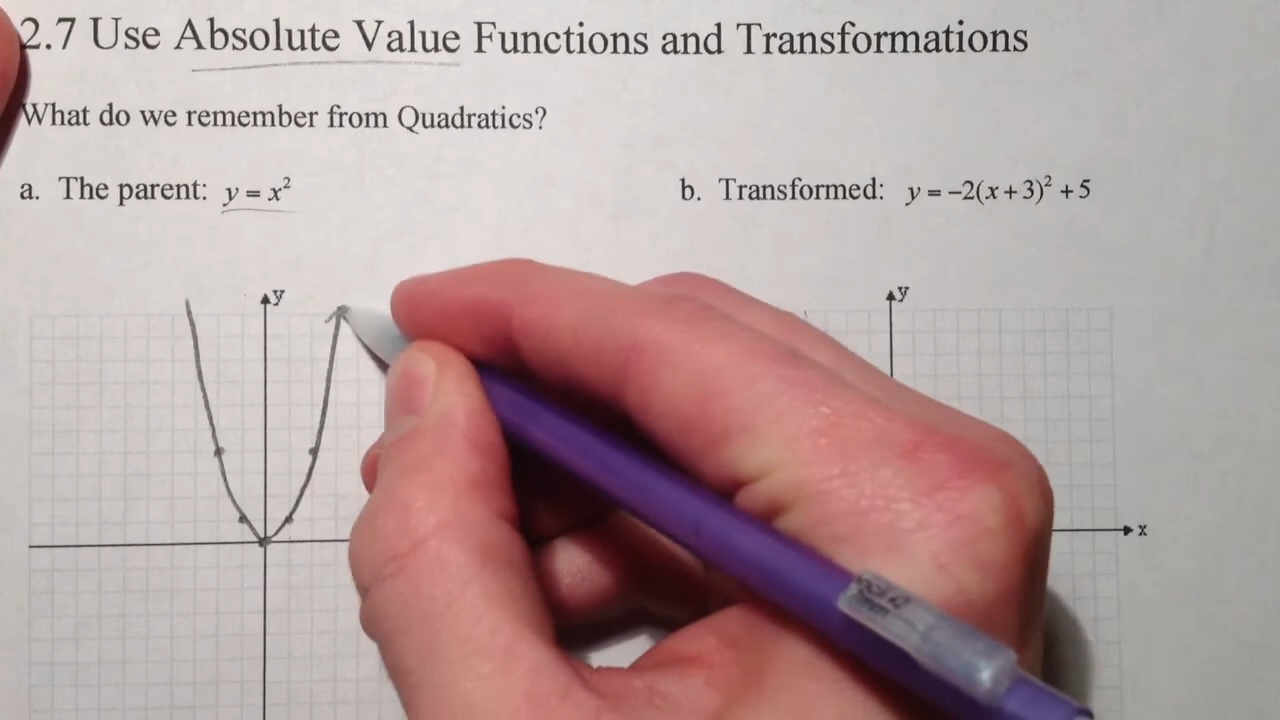 2.7 Use Absolute Value Functions and Transformations
What do we remember from Quadratics?
a. The parent: y = x²
b. Transformed: y = −2(x + 3)² + 5
y
y
x